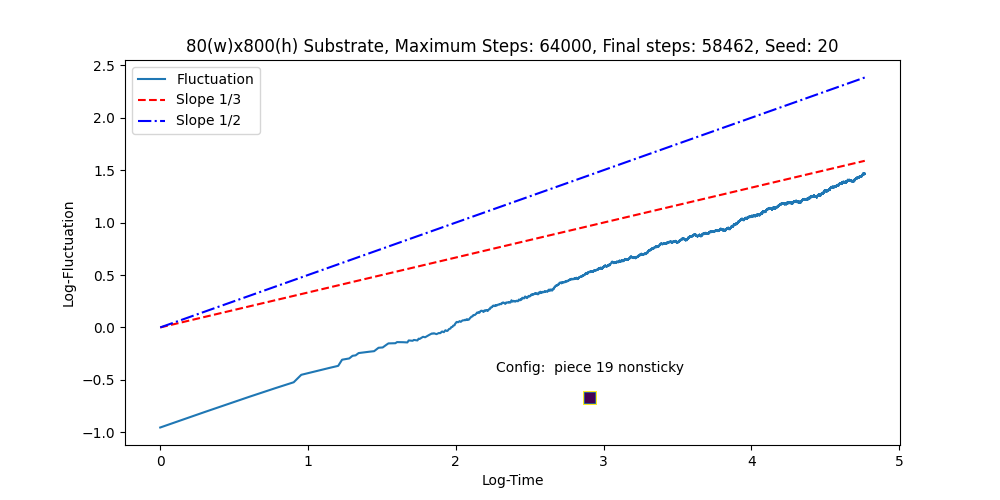 80(w)x800(h) Substrate, Maximum Steps: 64000, Final steps: 58462, Seed: 20
2.5
2.0
1.5
1.0
0.5
0.0
−0.5
−1.0
Log-Fluctuation
Fluctuation
Slope 1/3
Slope 1/2
Config:  piece 19 nonsticky
0 1 2 3 4 5
Log-Time